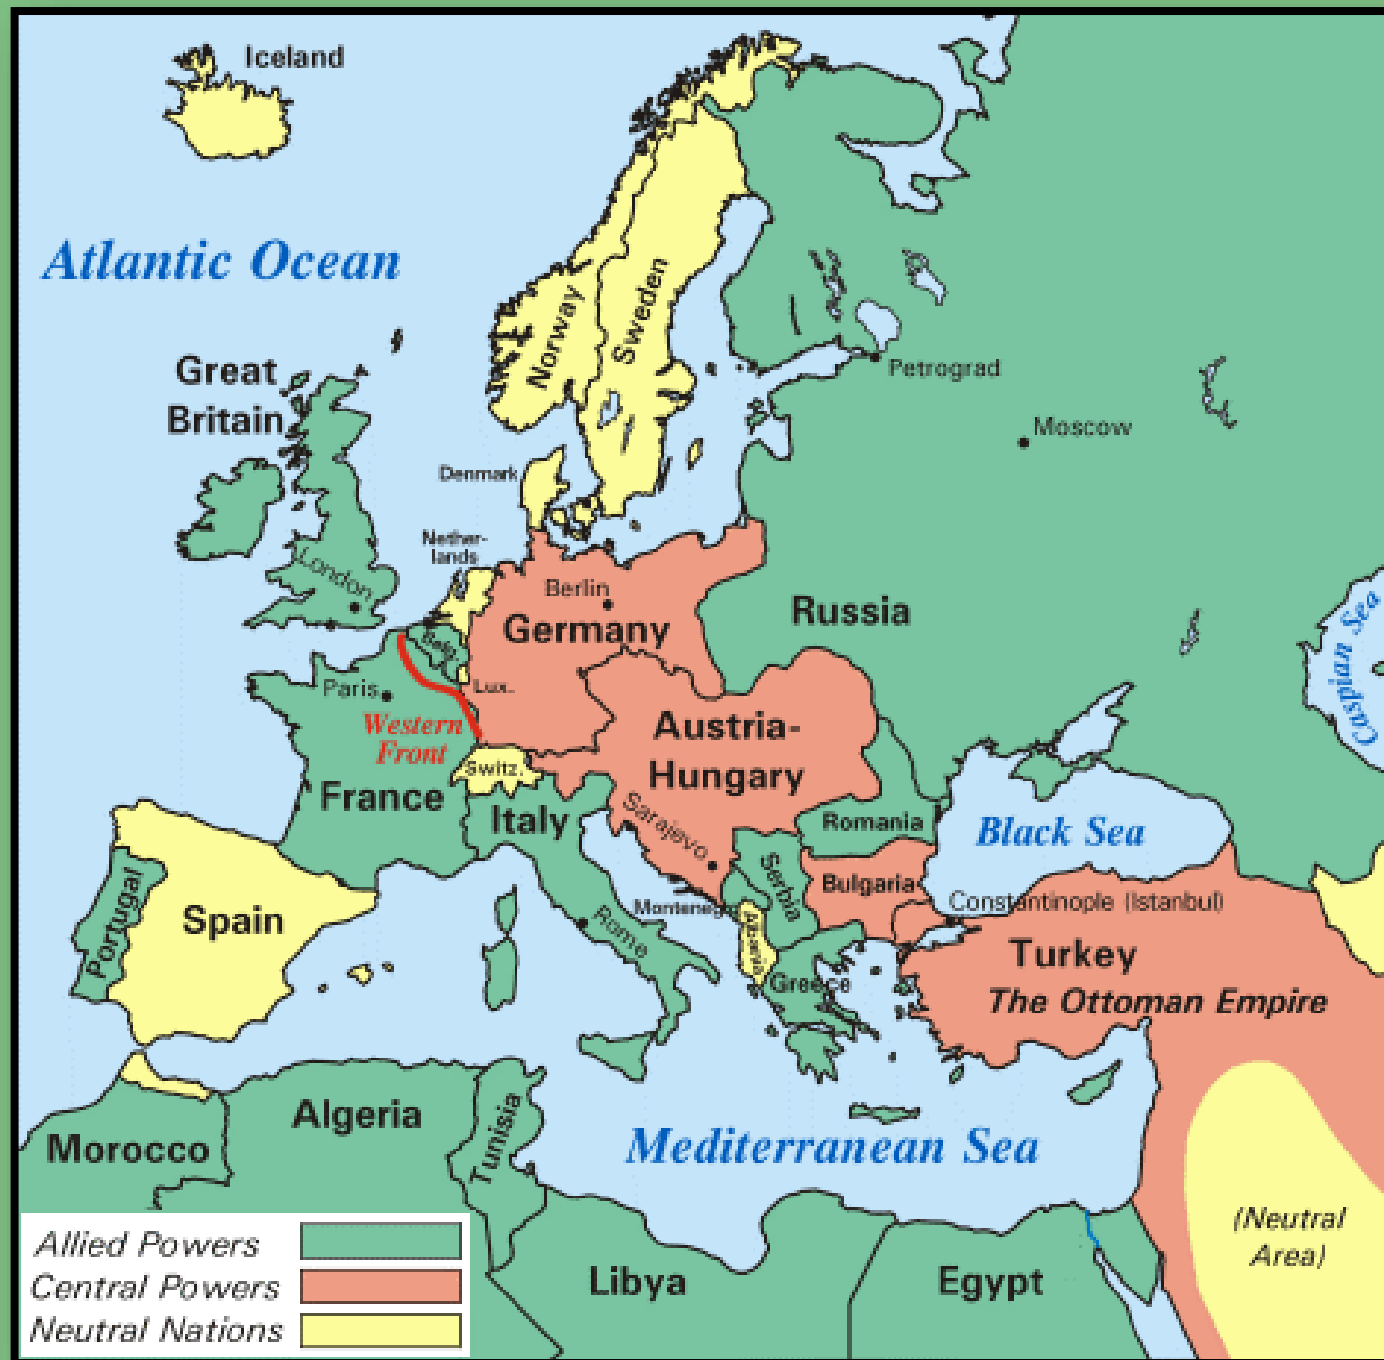 Iceland
Atlantic Ocean
Norway
Sweden
Great
Britain
Petrograd
Moscow
Denmark
Nether-
lands
London
Berlin
Germany
Russia
Caspian Sea
Belg.
Lux.
Paris
Western
Front
Austria-
Hungary
Switz.
France
Italy
Sarajevo
Romania
Black Sea
Serbia
Bulgaria
Constantinople (Istanbul)
Portugal
Spain
Rome
Albania
Turkey
Greece
The Ottoman Empire
Algeria
Tunisia
Morocco
Mediterranean Sea
(Neutral
Area)
Allied Powers
Central Powers
Neutral Nations
Libya
Egypt